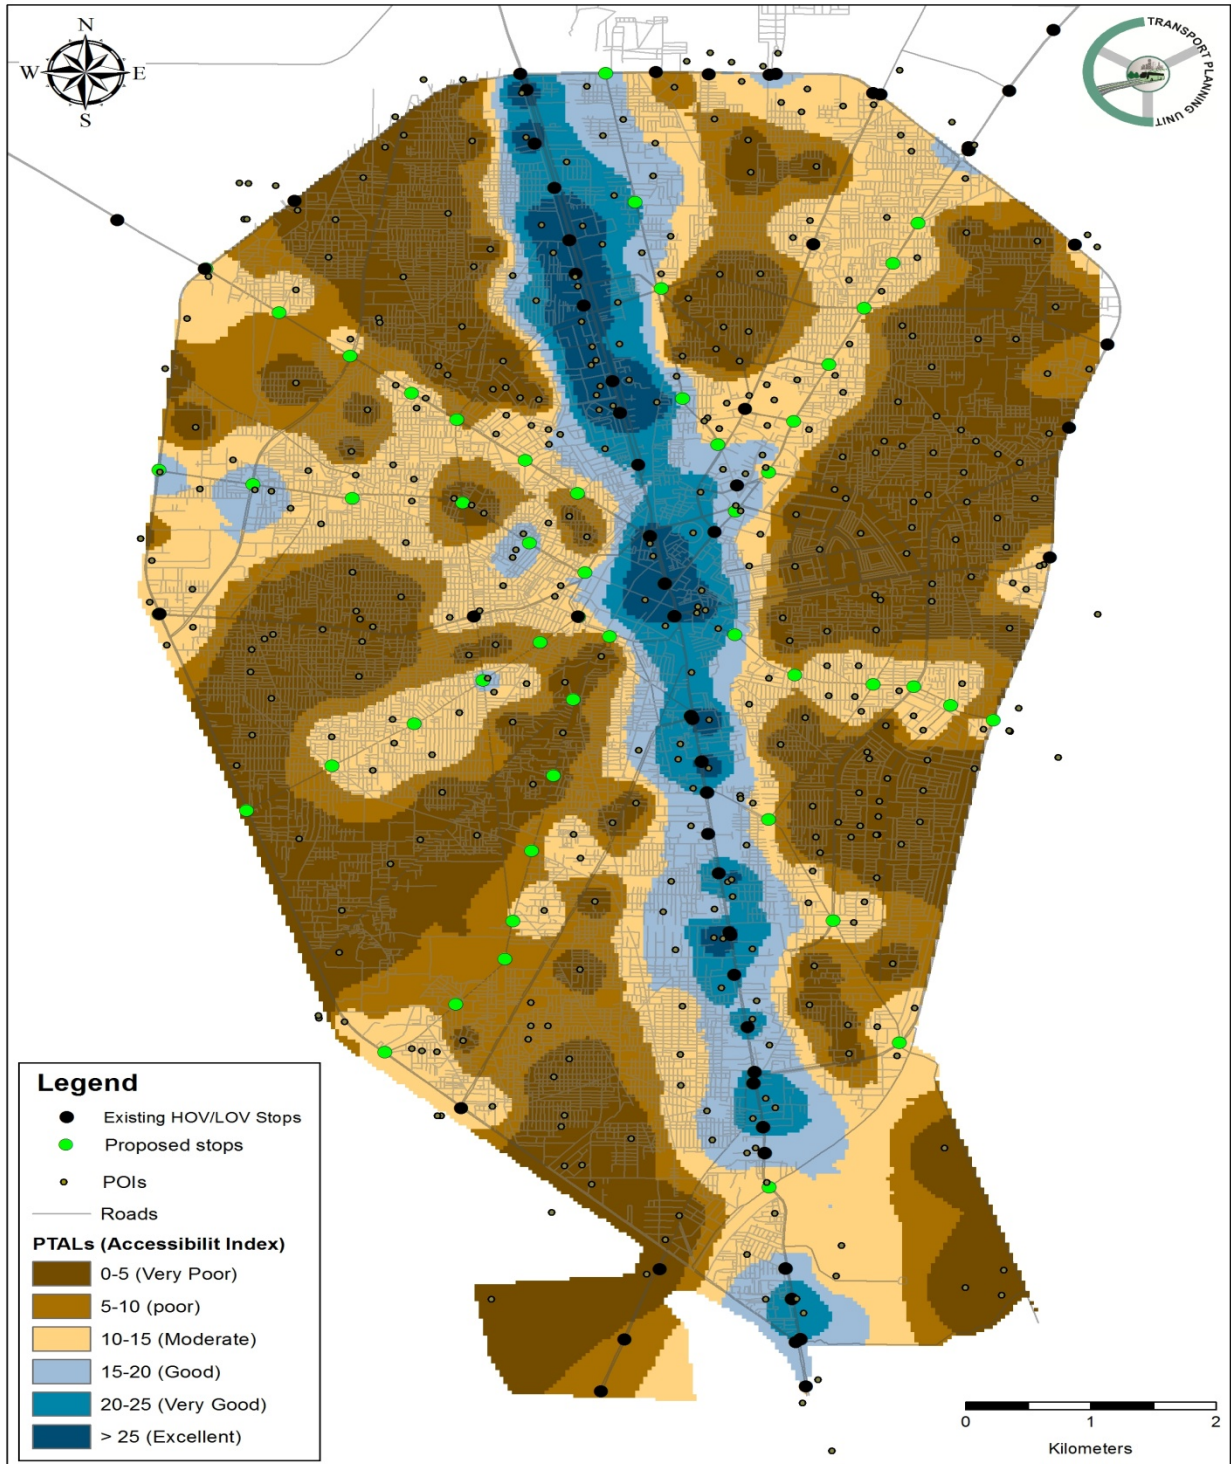 N
W E
S
TRANSPORT PLANNING UNIT
Legend
Existing HOV/LOV Stops
Proposed stops
POIs
Roads
PTALs (Accessibilit Index)
0-5 (Very Poor)
5-10 (poor)
10-15 (Moderate)
15-20 (Good)
20-25 (Very Good)
> 25 (Excellent)
0 1 2
Kilometers